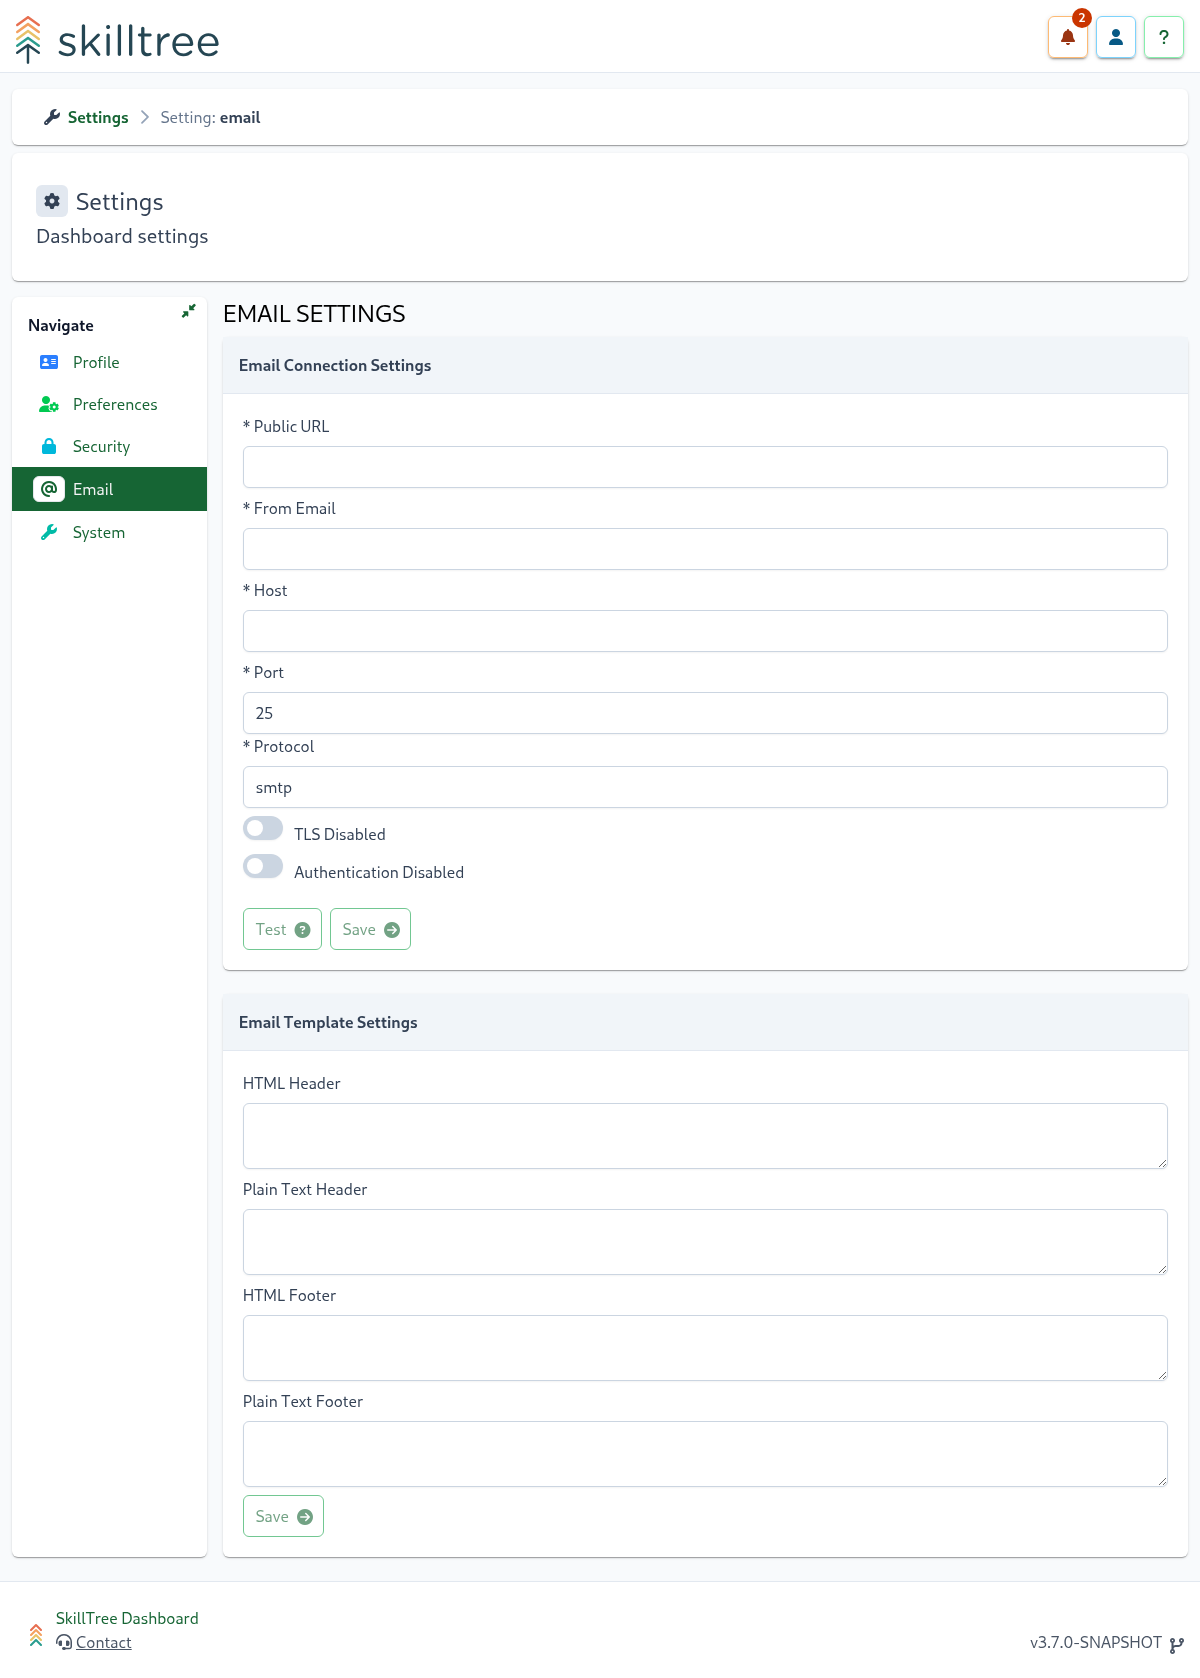 skilltree
2
?
Settings
Setting: email
Settings
Dashboard settings
Navigate
Profile
Preferences
Security
Email
System
EMAIL SETTINGS
Email Connection Settings
* Public URL
* From Email
* Host
* Port
25
* Protocol
smtp
TLS Disabled
Authentication Disabled
Test
Save
Email Template Settings
HTML Header
Plain Text Header
HTML Footer
Plain Text Footer
Save
SkillTree Dashboard
Contact
v3.7.0-SNAPSHOT